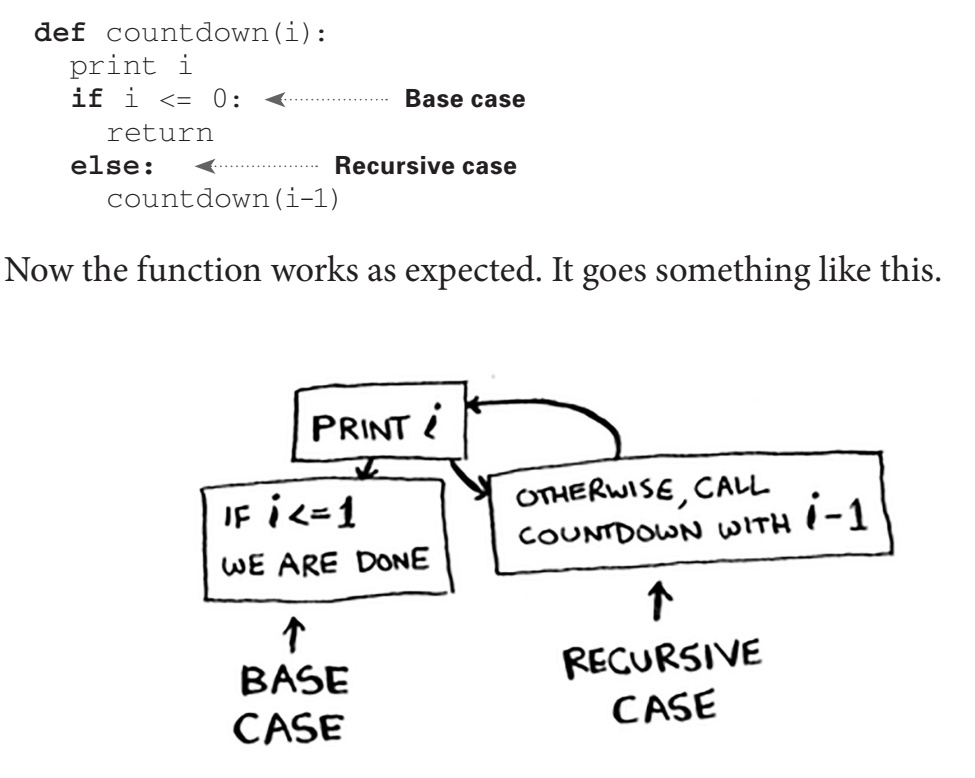 def countdown(i):
print i
if i <= 0: Base case
return
else: Recursive case
countdown(i-1)
Now the function works as expected. It goes something like this.
PRINT i
IF i <= 1
WE ARE DONE
OTHERWISE, CALL
COUNTDOWN WITH i-1
BASE
CASE
RECURSIVE
CASE